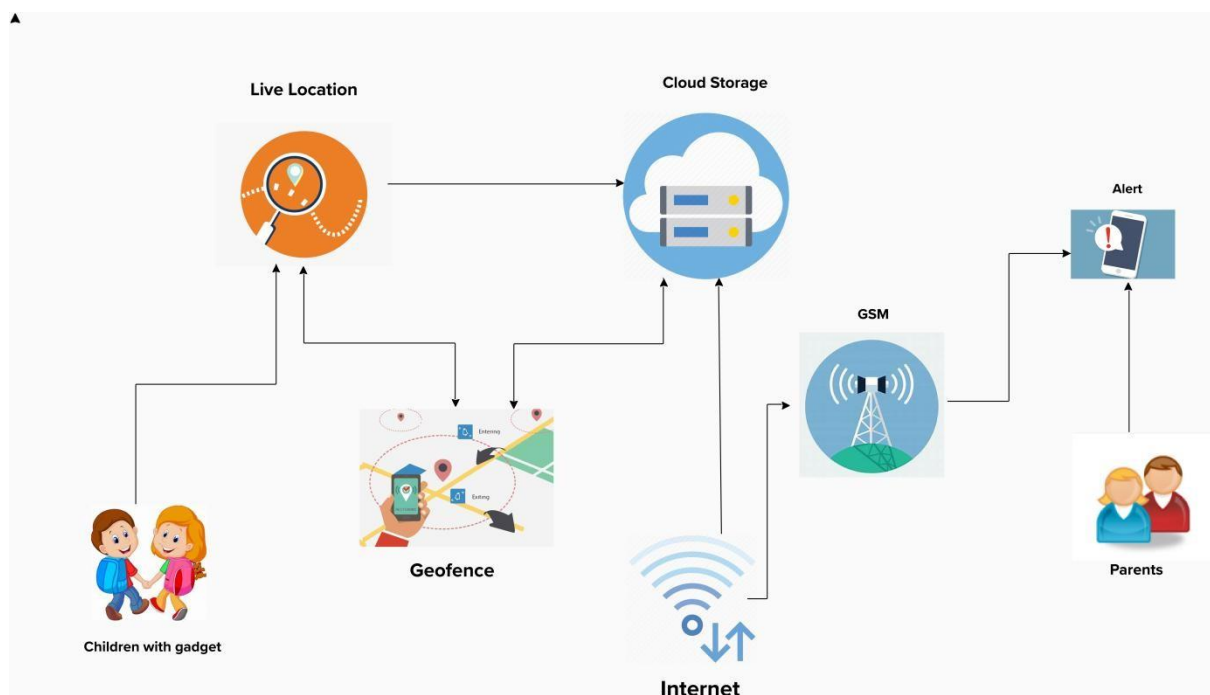 Live Location
Cloud Storage
Alert
GSM
Entering
Exiting
Geofence
Parents
Children with gadget
Internet